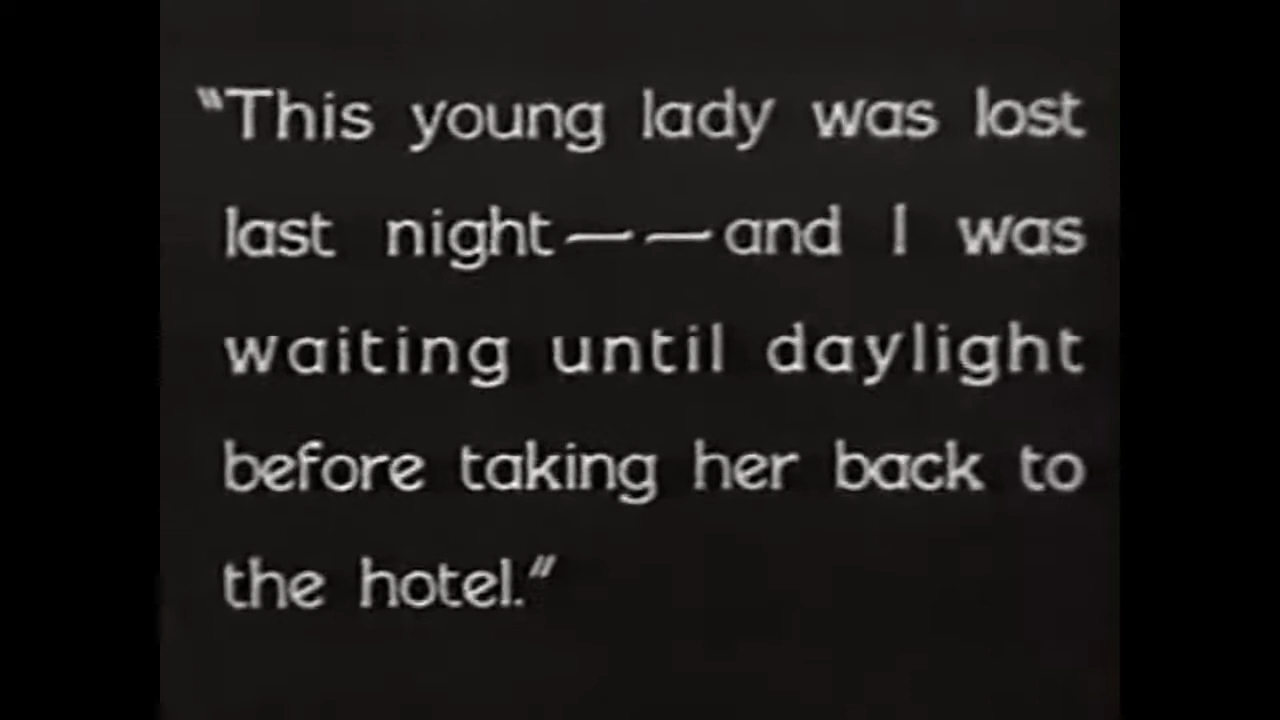 "This young lady was lost
last night——and I was
waiting until daylight
before taking her back to
the hotel."